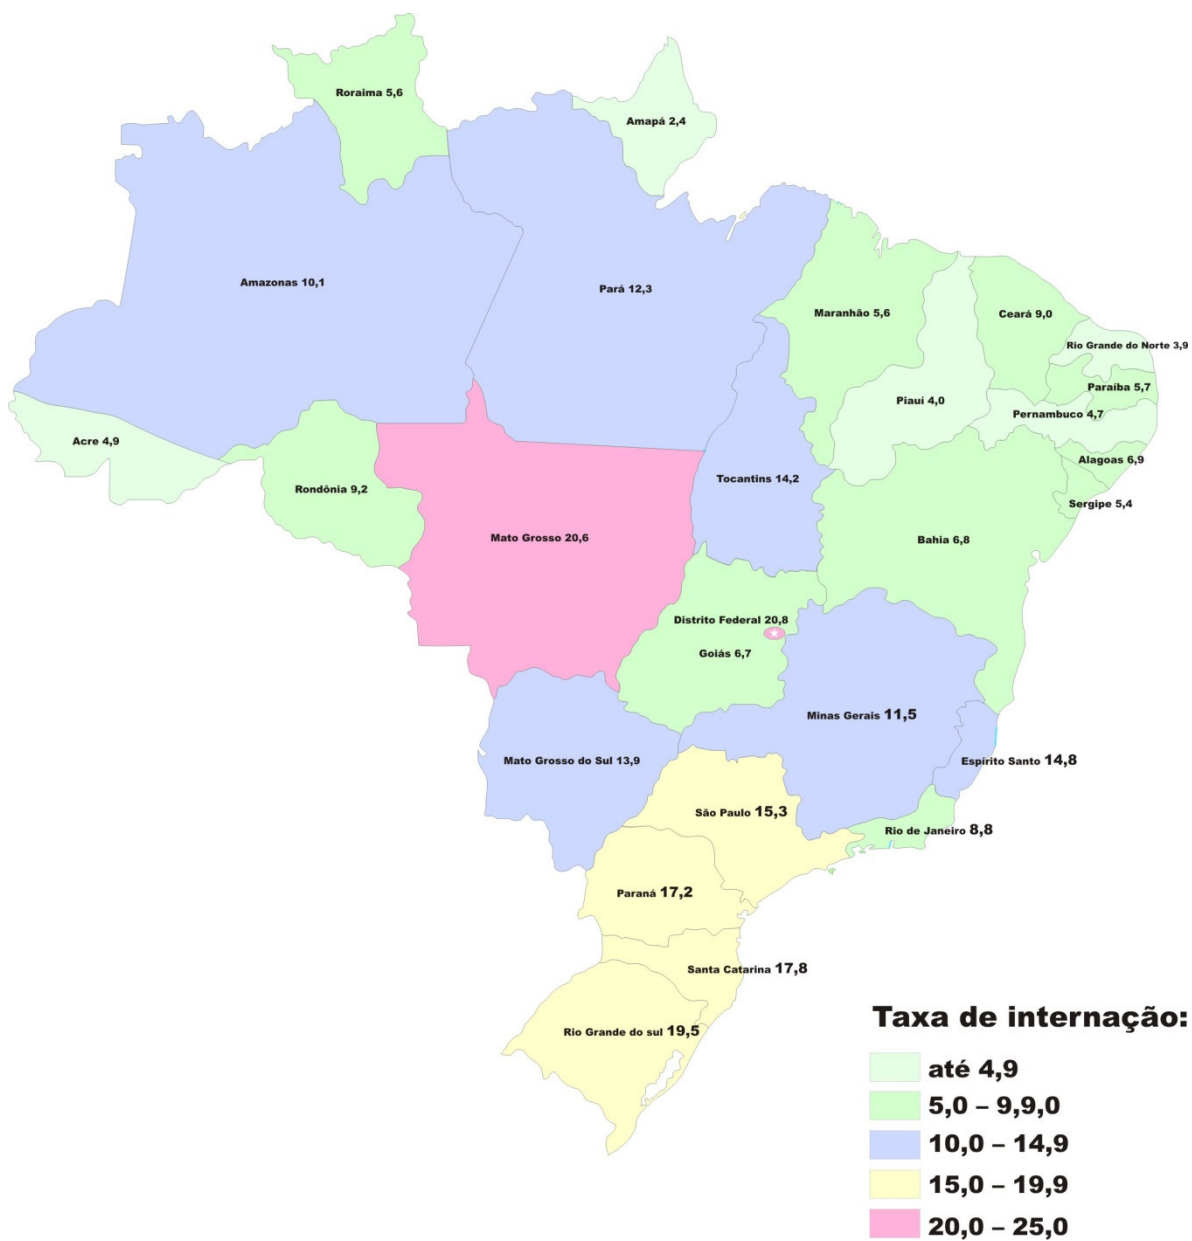 Roraima 5,6
Amapá 2,4
Amazonas 10,1
Pará 12,3
Maranhão 5,6
Ceará 9,0
Rio Grande do Norte 3,9
Paraíba 5,7
Piauí 4,0
Pernambuco 4,7
Acre 4,9
Alagoas 6,9
Tocantins 14,2
Rondônia 9,2
Sergipe 5,4
Mato Grosso 20,6
Bahia 6,8
Distrito Federal 20,8
Goiás 6,7
Minas Gerais 11,5
Mato Grosso do Sul 13,9
Espírito Santo 14,8
São Paulo 15,3
Rio de Janeiro 8,8
Paraná 17,2
Santa Catarina 17,8
Rio Grande do sul 19,5
Taxa de internação:
até 4,9
5,0 – 9,9,0
10,0 – 14,9
15,0 – 19,9
20,0 – 25,0